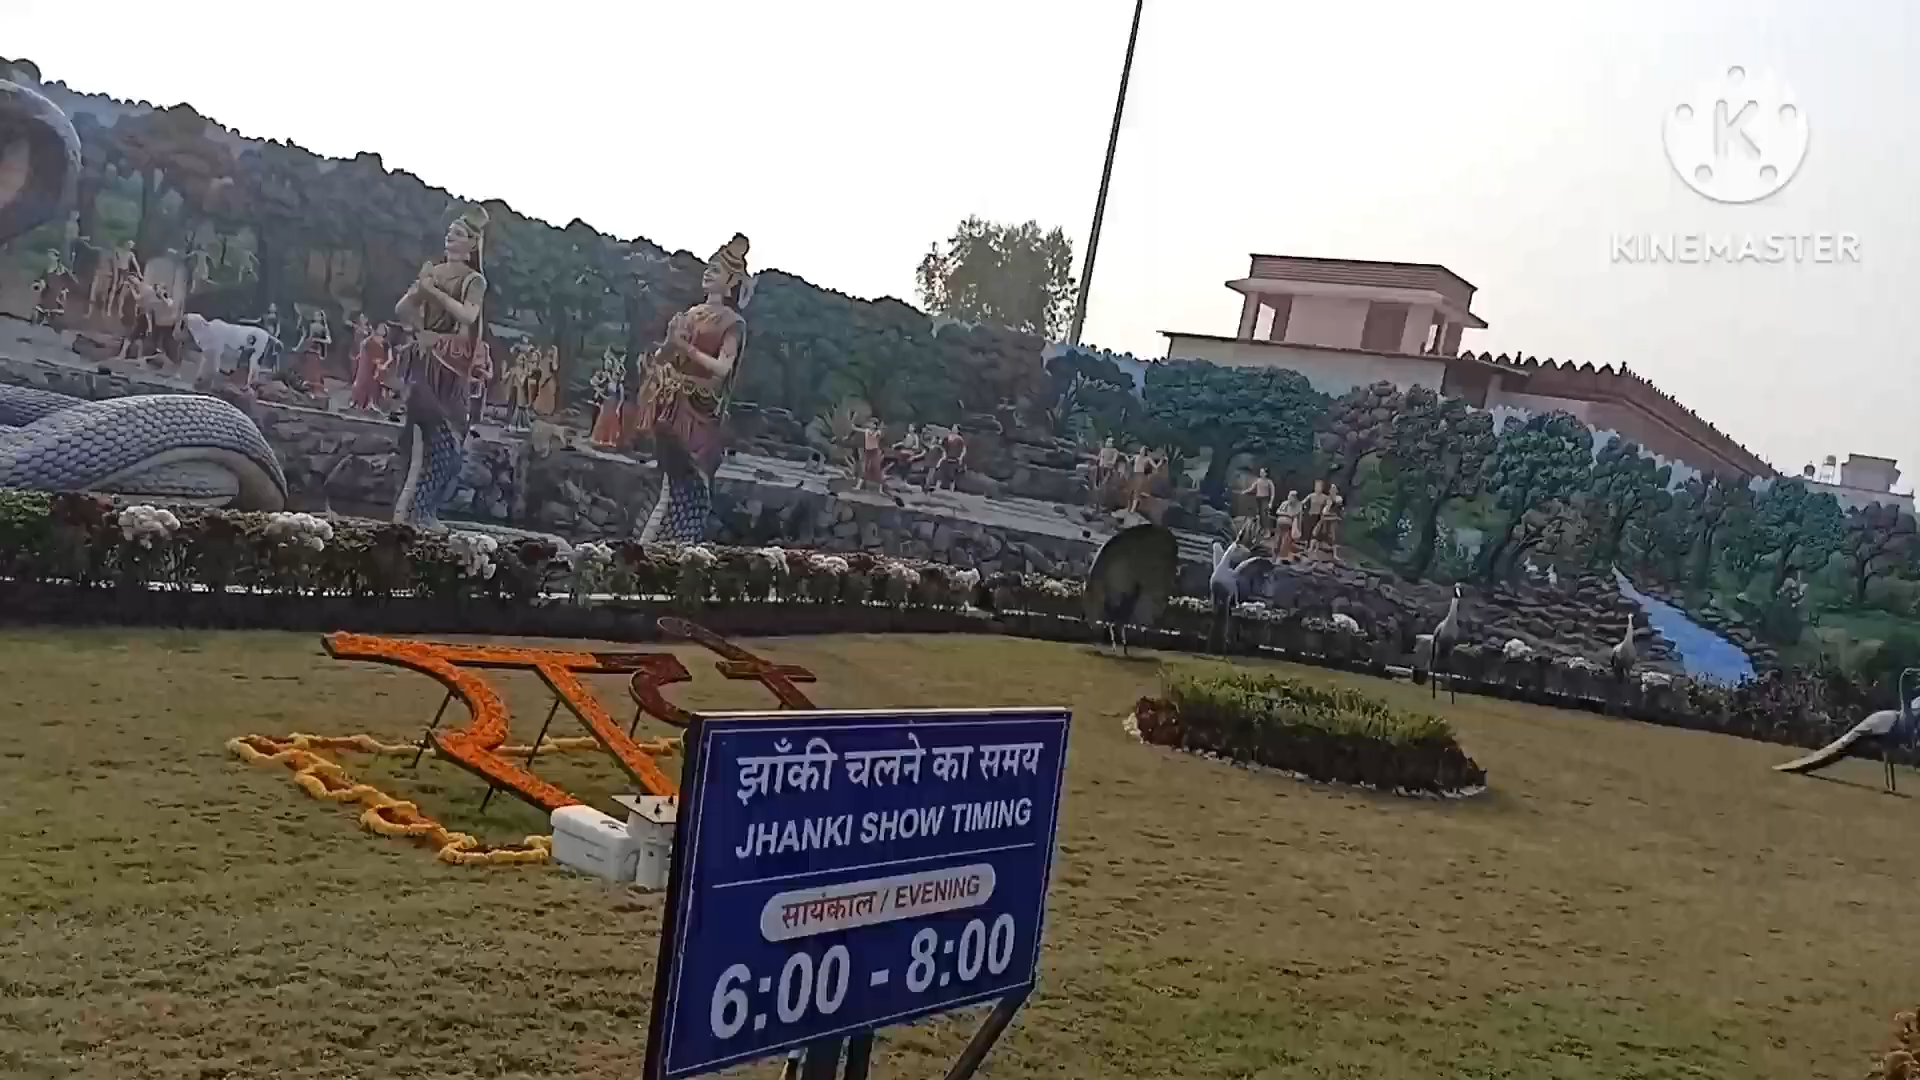 K
KINEMASTER
झाँकी चलने का समय
JHANKI SHOW TIMING
सायंकाल / EVENING
6:00 - 8:00